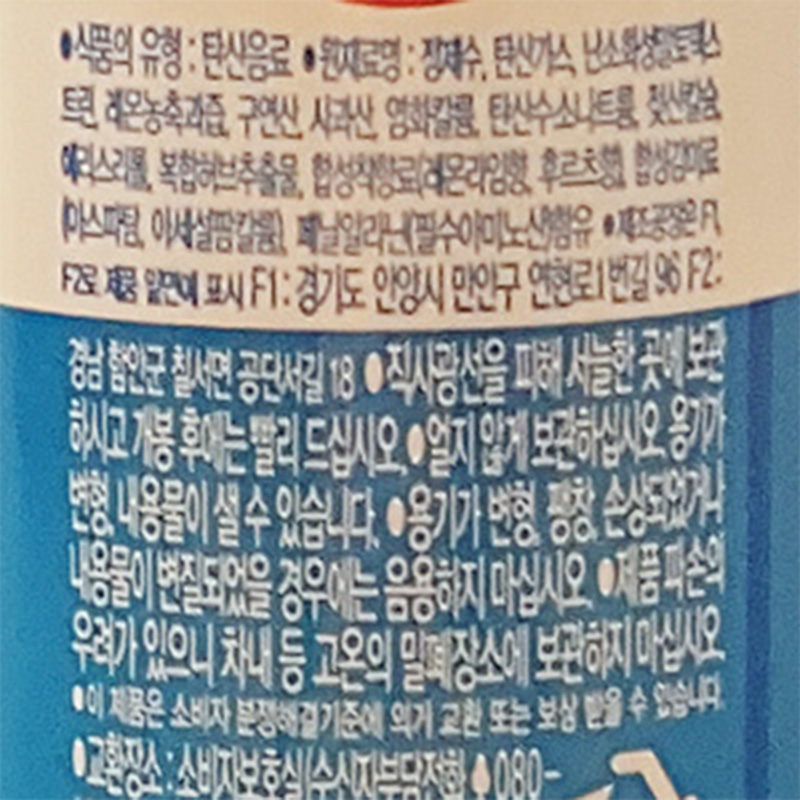 ●식품의 유형 : 탄산음료 ●원재료명 : 정제수, 탄산가스, 난소화성말토덱스
트린, 레몬농축과즙, 구연산, 사과산, 염화칼륨, 탄산수소나트륨, 젖산칼슘,
에리스리톨, 복합허브추출물, 합성착향료(레몬라임향, 후르츠향), 합성감미료
(아스파탐, 아세설팜칼륨), 페닐알라닌(필수아미노산)함유 ●제조공장은 F1,
F2로 제품 밑면에 표시 F1 : 경기도 안양시 만안구 연현로1번길 96 F2 :
경남 함안군 칠서면 공단서길 18 ●직사광선을 피해 서늘한 곳에 보관
하시고 개봉 후에는 빨리 드십시오. ●얼지 않게 보관하십시오. 용기가
변형, 내용물이 샐 수 있습니다. ●용기가 변형, 팽창, 손상되었거나
내용물이 변질되었을 경우에는 음용하지 마십시오. ●제품 파손의
우려가 있으니 차내 등 고온의 밀폐장소에 보관하지 마십시오.
●이 제품은 소비자 분쟁해결기준에 의거 교환 또는 보상 받을 수 있습니다.
●교환장소 : 소비자보호실(수신자부담전화 080-